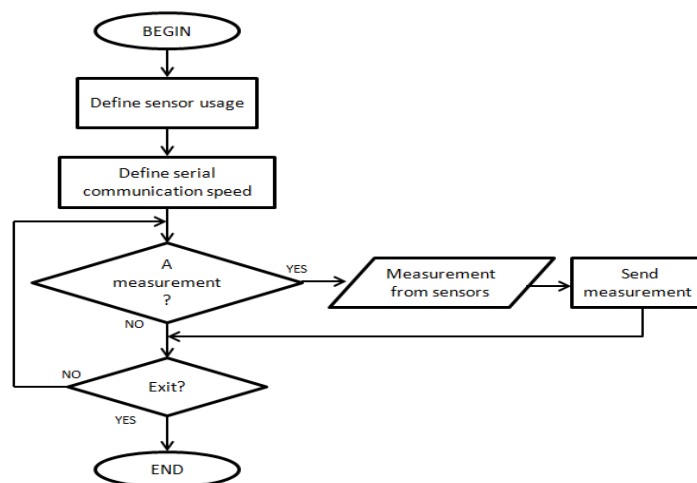 BEGIN
Define sensor usage
Define serial
communication speed
A
measurement
?
YES
Measurement
from sensors
Send
measurement
NO
Exit?
NO
YES
END